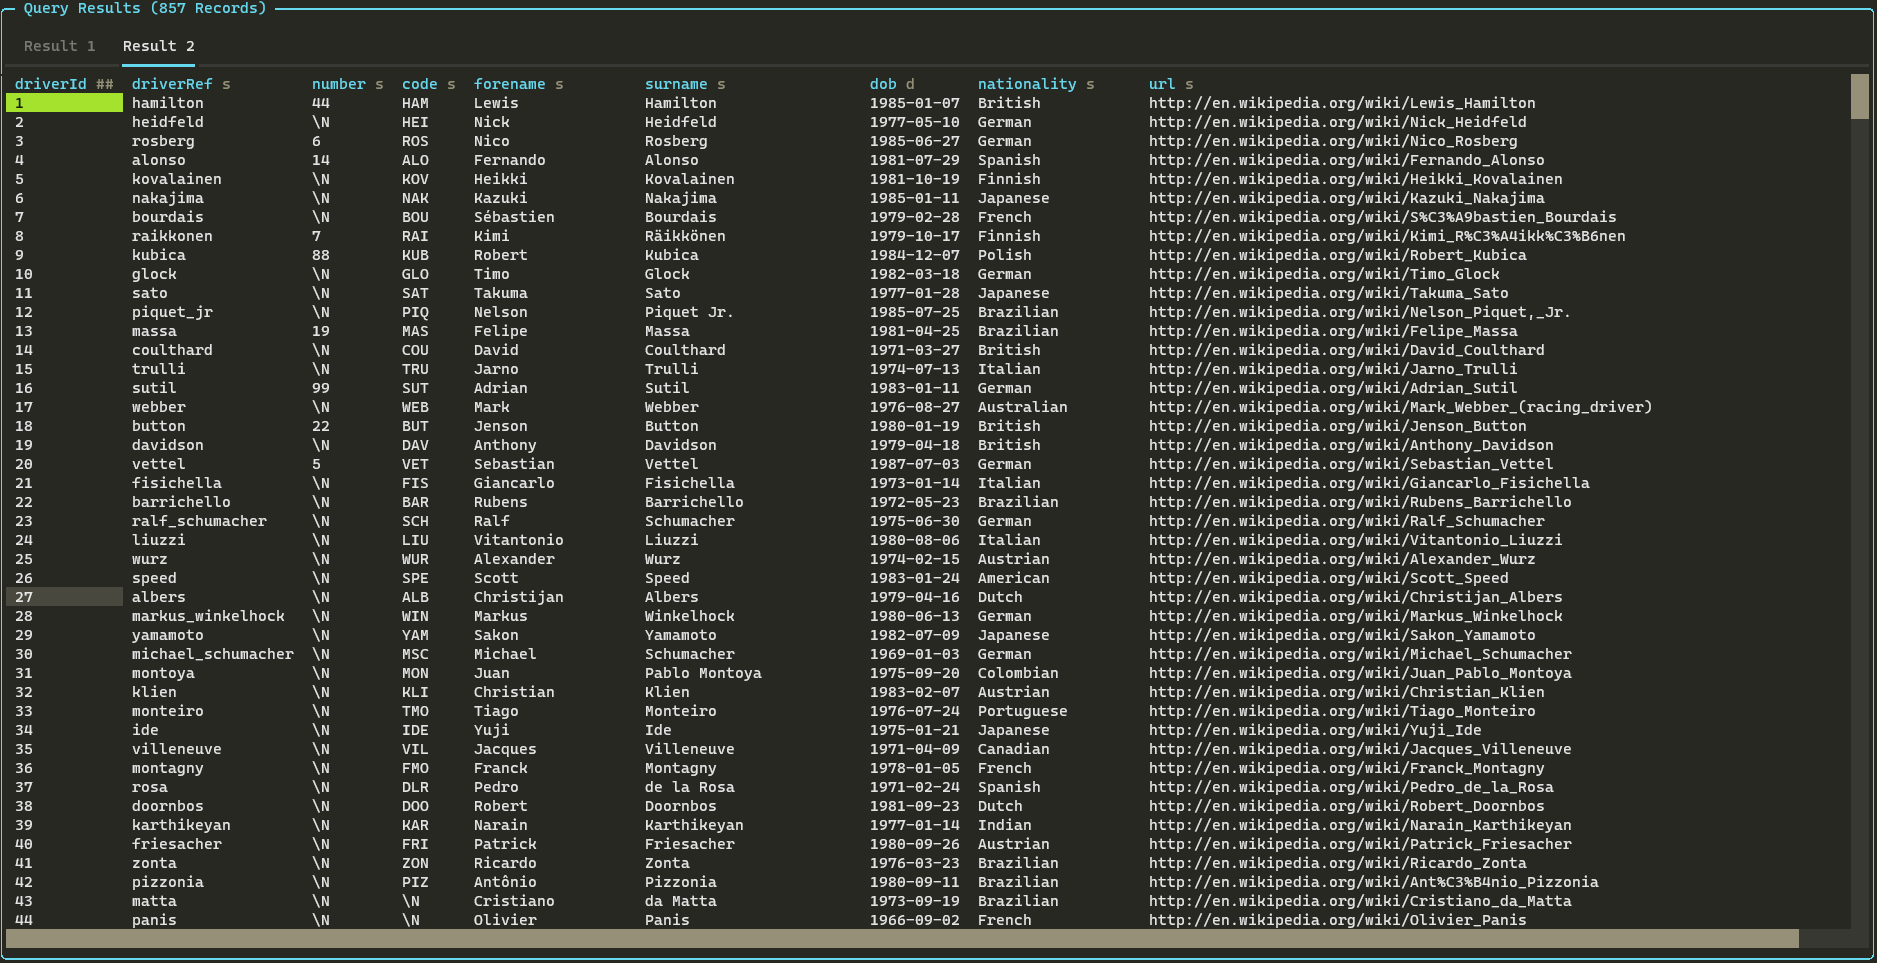 Query Results (857 Records)
Result 1 Result 2
driverId ## driverRef s number s code s forename s surname s dob d nationality s url s
1 hamilton 44 HAM Lewis Hamilton 1985-01-07 British http://en.wikipedia.org/wiki/Lewis_Hamilton
2 heidfeld \N HEI Nick Heidfeld 1977-05-10 German http://en.wikipedia.org/wiki/Nick_Heidfeld
3 rosberg 6 ROS Nico Rosberg 1985-06-27 German http://en.wikipedia.org/wiki/Nico_Rosberg
4 alonso 14 ALO Fernando Alonso 1981-07-29 Spanish http://en.wikipedia.org/wiki/Fernando_Alonso
5 kovalainen \N KOV Heikki Kovalainen 1981-10-19 Finnish http://en.wikipedia.org/wiki/Heikki_Kovalainen
6 nakajima \N NAK Kazuki Nakajima 1985-01-11 Japanese http://en.wikipedia.org/wiki/Kazuki_Nakajima
7 bourdais \N BOU Sébastien Bourdais 1979-02-28 French http://en.wikipedia.org/wiki/S%C3%A9bastien_Bourdais
8 raikkonen 7 RAI Kimi Räikkönen 1979-10-17 Finnish http://en.wikipedia.org/wiki/Kimi_R%C3%A4ikk%C3%B6nen
9 kubica 88 KUB Robert Kubica 1984-12-07 Polish http://en.wikipedia.org/wiki/Robert_Kubica
10 glock \N GLO Timo Glock 1982-03-18 German http://en.wikipedia.org/wiki/Timo_Glock
11 sato \N SAT Takuma Sato 1977-01-28 Japanese http://en.wikipedia.org/wiki/Takuma_Sato
12 piquet_jr \N PIQ Nelson Piquet Jr. 1985-07-25 Brazilian http://en.wikipedia.org/wiki/Nelson_Piquet,_Jr.
13 massa 19 MAS Felipe Massa 1981-04-25 Brazilian http://en.wikipedia.org/wiki/Felipe_Massa
14 coulthard \N COU David Coulthard 1971-03-27 British http://en.wikipedia.org/wiki/David_Coulthard
15 trulli \N TRU Jarno Trulli 1974-07-13 Italian http://en.wikipedia.org/wiki/Jarno_Trulli
16 sutil 99 SUT Adrian Sutil 1983-01-11 German http://en.wikipedia.org/wiki/Adrian_Sutil
17 webber \N WEB Mark Webber 1976-08-27 Australian http://en.wikipedia.org/wiki/Mark_Webber_(racing_driver)
18 button 22 BUT Jenson Button 1980-01-19 British http://en.wikipedia.org/wiki/Jenson_Button
19 davidson \N DAV Anthony Davidson 1979-04-18 British http://en.wikipedia.org/wiki/Anthony_Davidson
20 vettel 5 VET Sebastian Vettel 1987-07-03 German http://en.wikipedia.org/wiki/Sebastian_Vettel
21 fisichella \N FIS Giancarlo Fisichella 1973-01-14 Italian http://en.wikipedia.org/wiki/Giancarlo_Fisichella
22 barrichello \N BAR Rubens Barrichello 1972-05-23 Brazilian http://en.wikipedia.org/wiki/Rubens_Barrichello
23 ralf_schumacher \N SCH Ralf Schumacher 1975-06-30 German http://en.wikipedia.org/wiki/Ralf_Schumacher
24 liuzzi \N LIU Vitantonio Liuzzi 1980-08-06 Italian http://en.wikipedia.org/wiki/Vitantonio_Liuzzi
25 wurz \N WUR Alexander Wurz 1974-02-15 Austrian http://en.wikipedia.org/wiki/Alexander_Wurz
26 speed \N SPE Scott Speed 1983-01-24 American http://en.wikipedia.org/wiki/Scott_Speed
27 albers \N ALB Christijan Albers 1979-04-16 Dutch http://en.wikipedia.org/wiki/Christijan_Albers
28 markus_winkelhock \N WIN Markus Winkelhock 1980-06-13 German http://en.wikipedia.org/wiki/Markus_Winkelhock
29 yamamoto \N YAM Sakon Yamamoto 1982-07-09 Japanese http://en.wikipedia.org/wiki/Sakon_Yamamoto
30 michael_schumacher \N MSC Michael Schumacher 1969-01-03 German http://en.wikipedia.org/wiki/Michael_Schumacher
31 montoya \N MON Juan Pablo Montoya 1975-09-20 Colombian http://en.wikipedia.org/wiki/Juan_Pablo_Montoya
32 klien \N KLI Christian Klien 1983-02-07 Austrian http://en.wikipedia.org/wiki/Christian_Klien
33 monteiro \N TMO Tiago Monteiro 1976-07-24 Portuguese http://en.wikipedia.org/wiki/Tiago_Monteiro
34 ide \N IDE Yuji Ide 1975-01-21 Japanese http://en.wikipedia.org/wiki/Yuji_Ide
35 villeneuve \N VIL Jacques Villeneuve 1971-04-09 Canadian http://en.wikipedia.org/wiki/Jacques_Villeneuve
36 montagny \N FMO Franck Montagny 1978-01-05 French http://en.wikipedia.org/wiki/Franck_Montagny
37 rosa \N DLR Pedro de la Rosa 1971-02-24 Spanish http://en.wikipedia.org/wiki/Pedro_de_la_Rosa
38 doornbos \N DOO Robert Doornbos 1981-09-23 Dutch http://en.wikipedia.org/wiki/Robert_Doornbos
39 karthikeyan \N KAR Narain Karthikeyan 1977-01-14 Indian http://en.wikipedia.org/wiki/Narain_Karthikeyan
40 friesacher \N FRI Patrick Friesacher 1980-09-26 Austrian http://en.wikipedia.org/wiki/Patrick_Friesacher
41 zonta \N ZON Ricardo Zonta 1976-03-23 Brazilian http://en.wikipedia.org/wiki/Ricardo_Zonta
42 pizzonia \N PIZ Antônio Pizzonia 1980-09-11 Brazilian http://en.wikipedia.org/wiki/Ant%C3%B4nio_Pizzonia
43 matta \N \N Cristiano da Matta 1973-09-19 Brazilian http://en.wikipedia.org/wiki/Cristiano_da_Matta
44 panis \N \N Olivier Panis 1966-09-02 French http://en.wikipedia.org/wiki/Olivier_Panis